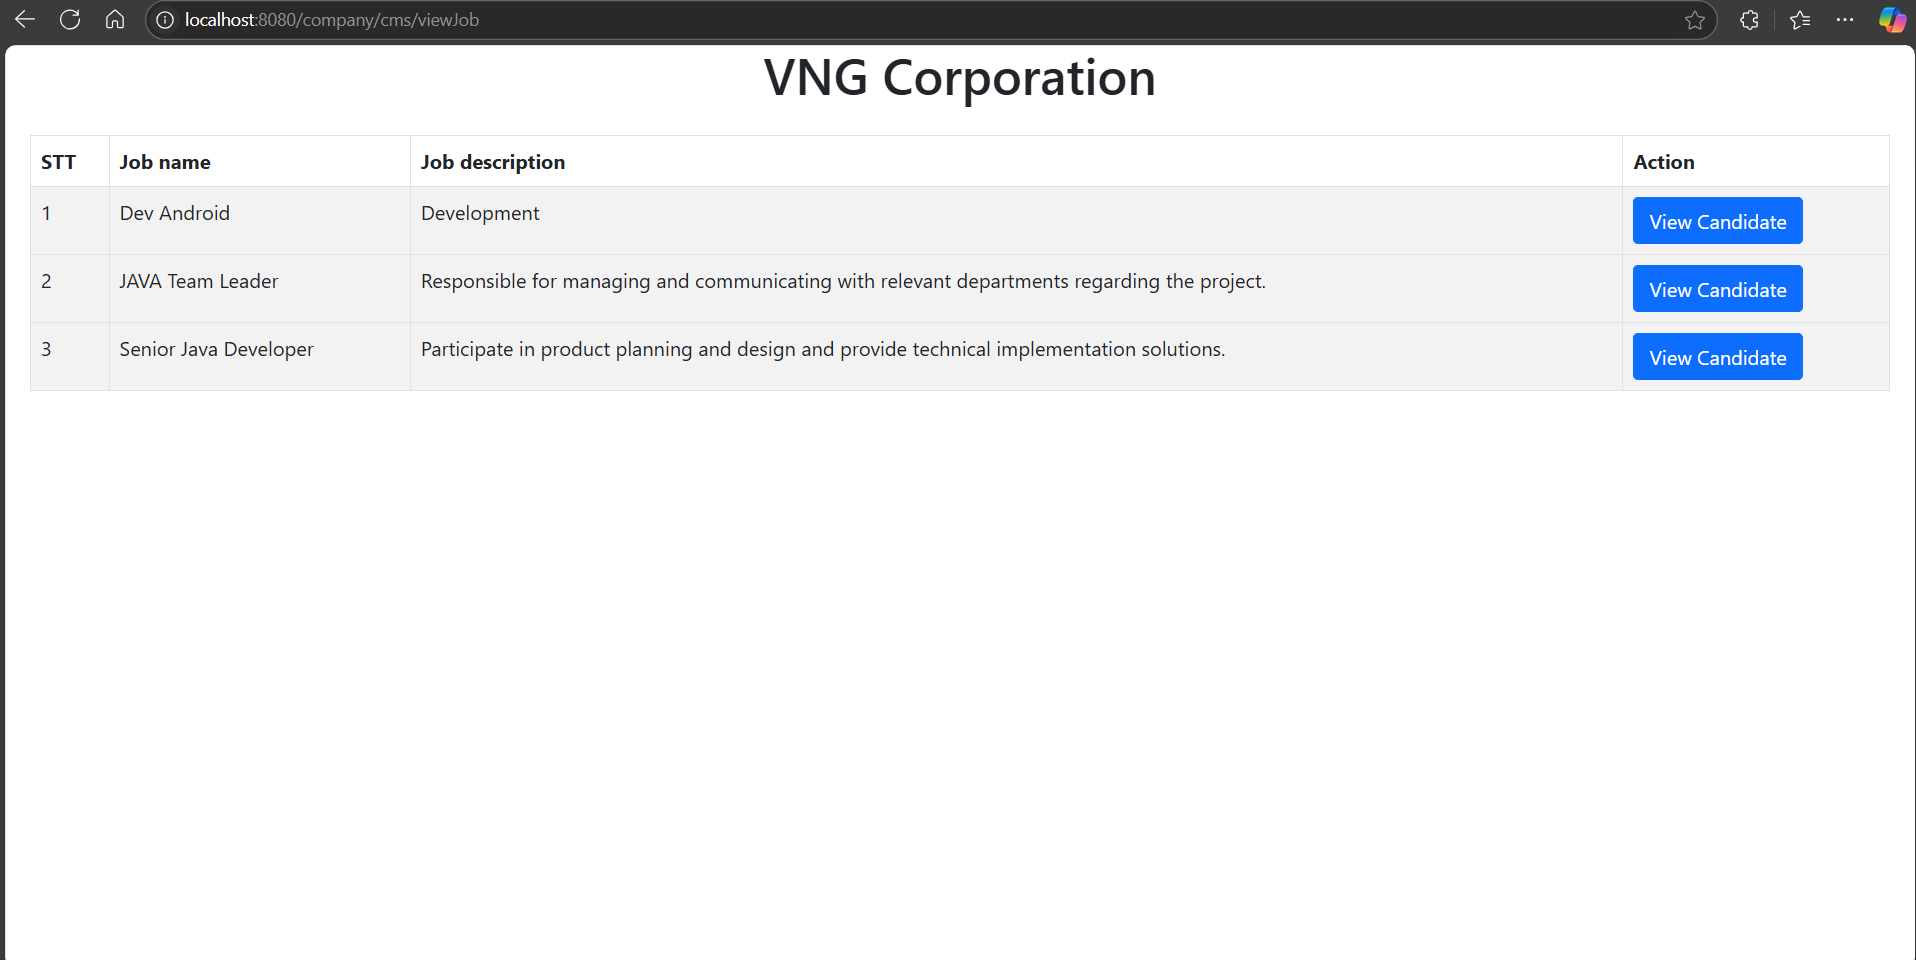 localhost:8080/company/cms/viewJob
VNG Corporation
STT Job name Job description Action
1 Dev Android Development View Candidate
2 JAVA Team Leader Responsible for managing and communicating with relevant departments regarding the project. View Candidate
3 Senior Java Developer Participate in product planning and design and provide technical implementation solutions. View Candidate